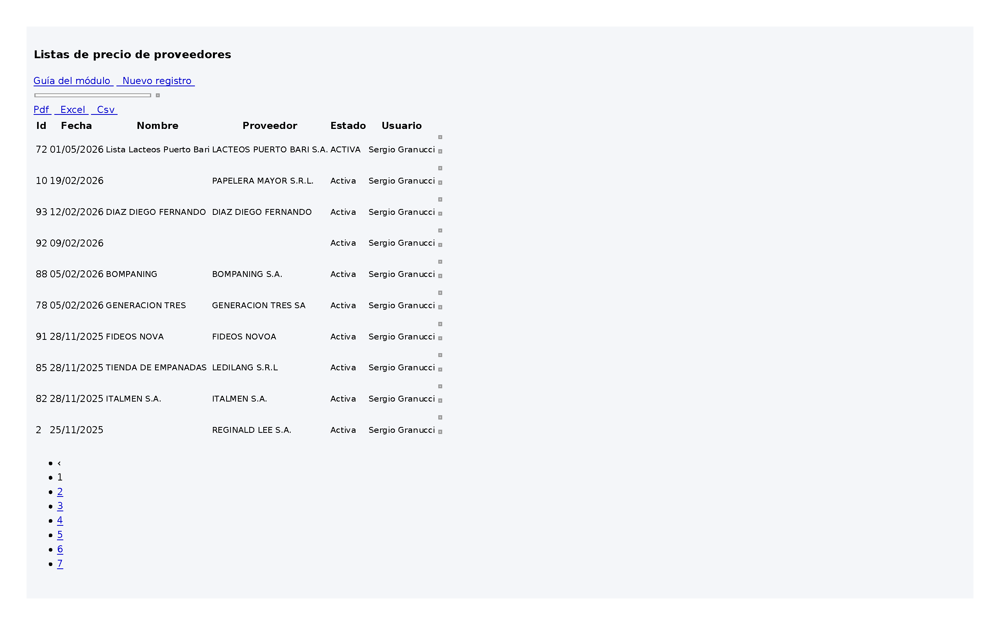 Listas de precio de proveedores
Guía del módulo Nuevo registro
Pdf Excel Csv
Id Fecha Nombre Proveedor Estado Usuario
72 01/05/2026 Lista Lacteos Puerto Bari LACTEOS PUERTO BARI S.A. ACTIVA Sergio Granucci
10 19/02/2026 PAPELERA MAYOR S.R.L. Activa Sergio Granucci
93 12/02/2026 DIAZ DIEGO FERNANDO DIAZ DIEGO FERNANDO Activa Sergio Granucci
92 09/02/2026 Activa Sergio Granucci
88 05/02/2026 BOMPANING BOMPANING S.A. Activa Sergio Granucci
78 05/02/2026 GENERACION TRES GENERACION TRES SA Activa Sergio Granucci
91 28/11/2025 FIDEOS NOVA FIDEOS NOVOA Activa Sergio Granucci
85 28/11/2025 TIENDA DE EMPANADAS LEDILANG S.R.L Activa Sergio Granucci
82 28/11/2025 ITALMEN S.A. ITALMEN S.A. Activa Sergio Granucci
2 25/11/2025 REGINALD LEE S.A. Activa Sergio Granucci
• ‹
• 1
• 2
• 3
• 4
• 5
• 6
• 7